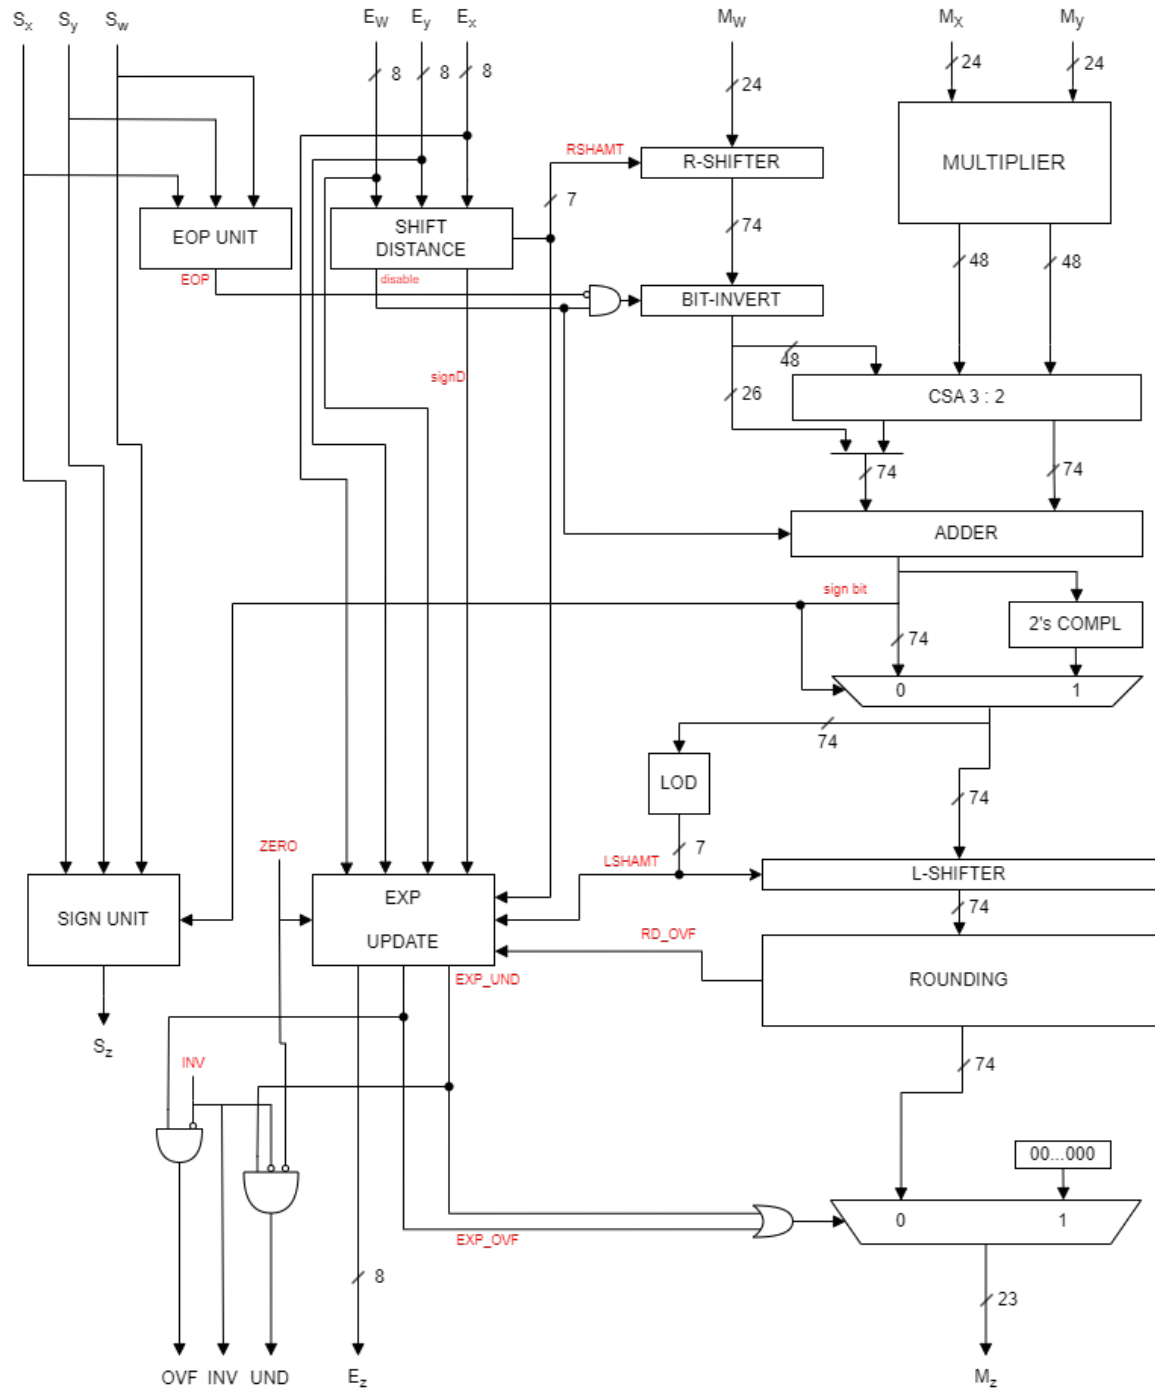 Sx Sy Sw EW Ey Ex MW MX My
8 8 8 24 24 24
RSHAMT R-SHIFTER MULTIPLIER
7
EOP UNIT SHIFT DISTANCE 74
EOP disable 48 48
BIT-INVERT
48
signD 26 CSA 3 : 2
74 74
ADDER
sign bit
2's COMPL
74
0 1
74
LOD
74
ZERO LSHAMT 7
L-SHIFTER
EXP 74
SIGN UNIT
UPDATE RD_OVF
EXP_UND ROUNDING
Sz
INV 74
00...000
0 1
EXP_OVF
8 23
OVF INV UND Ez Mz